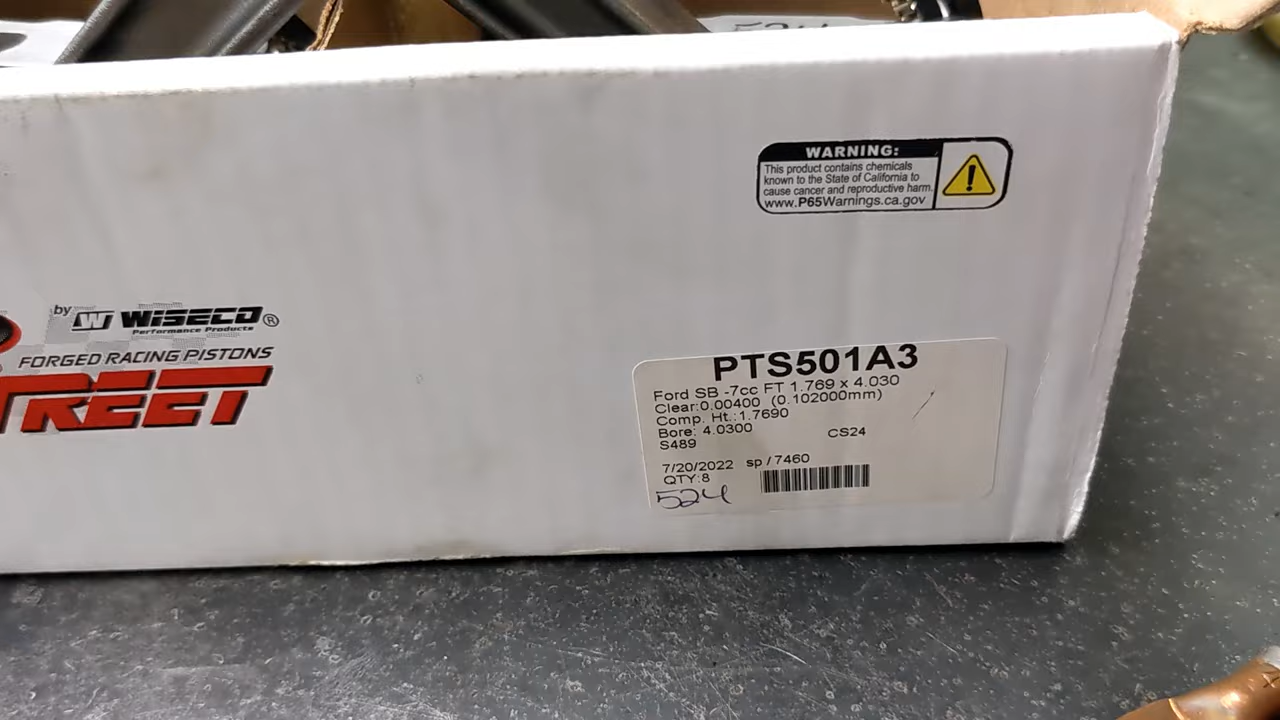 WARNING:
This product contains chemicals
known to the State of California to
cause cancer and reproductive harm.
www.P65Warnings.ca.gov
by W WISECO®
Performance Products
FORGED RACING PISTONS
TREET
PTS501A3
Ford SB -7cc FT 1.769 x 4.030
Clear:0.00400 (0.102000mm)
Comp. Ht.:1.7690
Bore: 4.0300
S489 CS24
7/20/2022 sp/7460
QTY:8
524